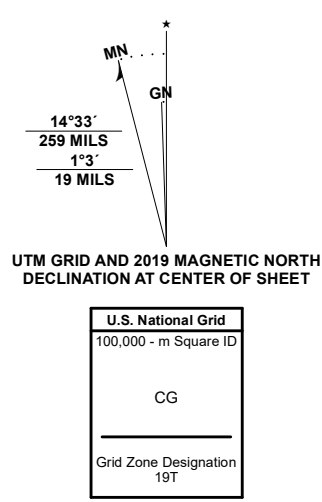 ★
MN
GN
14°33´
259 MILS
1°3´
19 MILS
UTM GRID AND 2019 MAGNETIC NORTH
DECLINATION AT CENTER OF SHEET
U.S. National Grid
100,000 - m Square ID
CG
Grid Zone Designation
19T